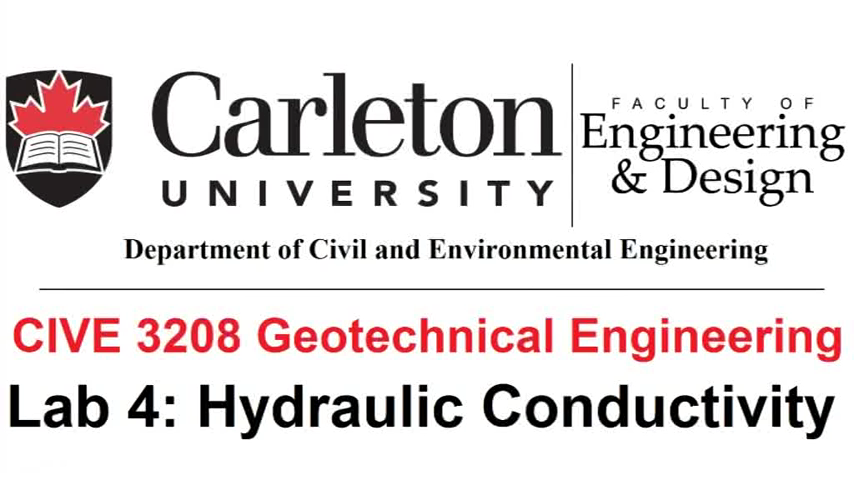 Carleton
UNIVERSITY
FACULTY OF
Engineering
& Design
Department of Civil and Environmental Engineering
CIVE 3208 Geotechnical Engineering
Lab 4: Hydraulic Conductivity